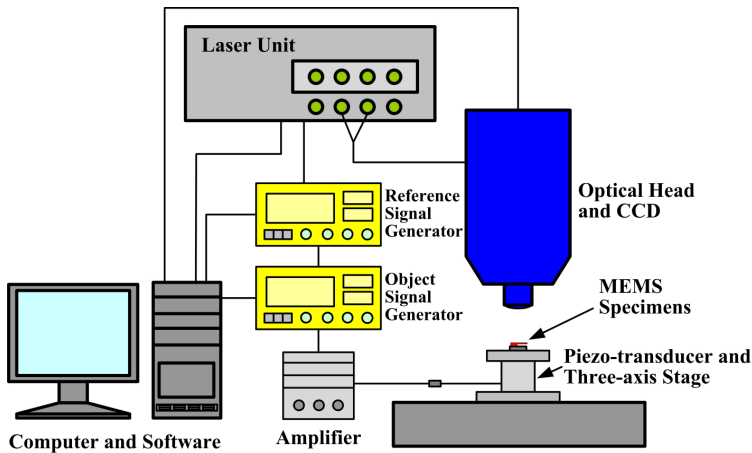 Laser Unit
Reference
Signal
Generator
Optical Head
and CCD
Object
Signal
Generator
MEMS
Specimens
Piezo-transducer and
Three-axis Stage
Computer and Software
Amplifier